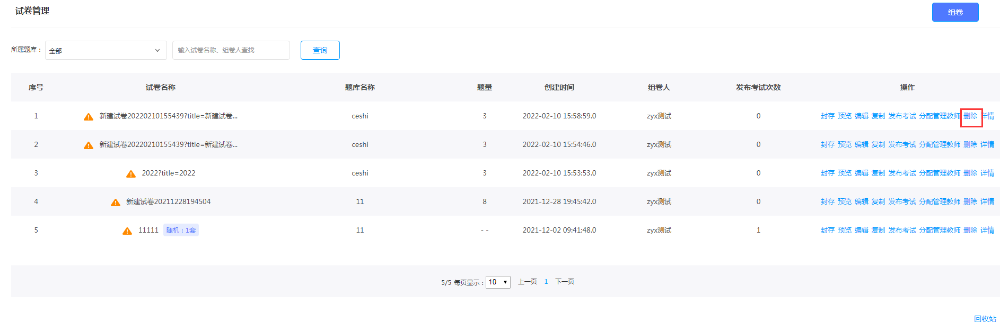 试卷管理
组卷
所属题库： 全部 输入试卷名称、组卷人查找 查询
序号 试卷名称 题库名称 题量 创建时间 组卷人 发布考试次数 操作
1 新建试卷20220210155439?title=新建试卷... ceshi 3 2022-02-10 15:58:59.0 zyx测试 0 封存 预览 编辑 复制 发布考试 分配管理教师 删除 详情
2 新建试卷20220210155439?title=新建试卷... ceshi 3 2022-02-10 15:54:46.0 zyx测试 0 封存 预览 编辑 复制 发布考试 分配管理教师 删除 详情
3 2022?title=2022 ceshi 3 2022-02-10 15:53:53.0 zyx测试 0 封存 预览 编辑 复制 发布考试 分配管理教师 删除 详情
4 新建试卷20211228194504 11 8 2021-12-28 19:45:42.0 zyx测试 0 封存 预览 编辑 复制 发布考试 分配管理教师 删除 详情
5 11111 随机：1套 11 - - 2021-12-02 09:41:48.0 zyx测试 1 封存 预览 编辑 复制 发布考试 分配管理教师 删除 详情
5/5 每页显示： 10 上一页 1 下一页
回收站